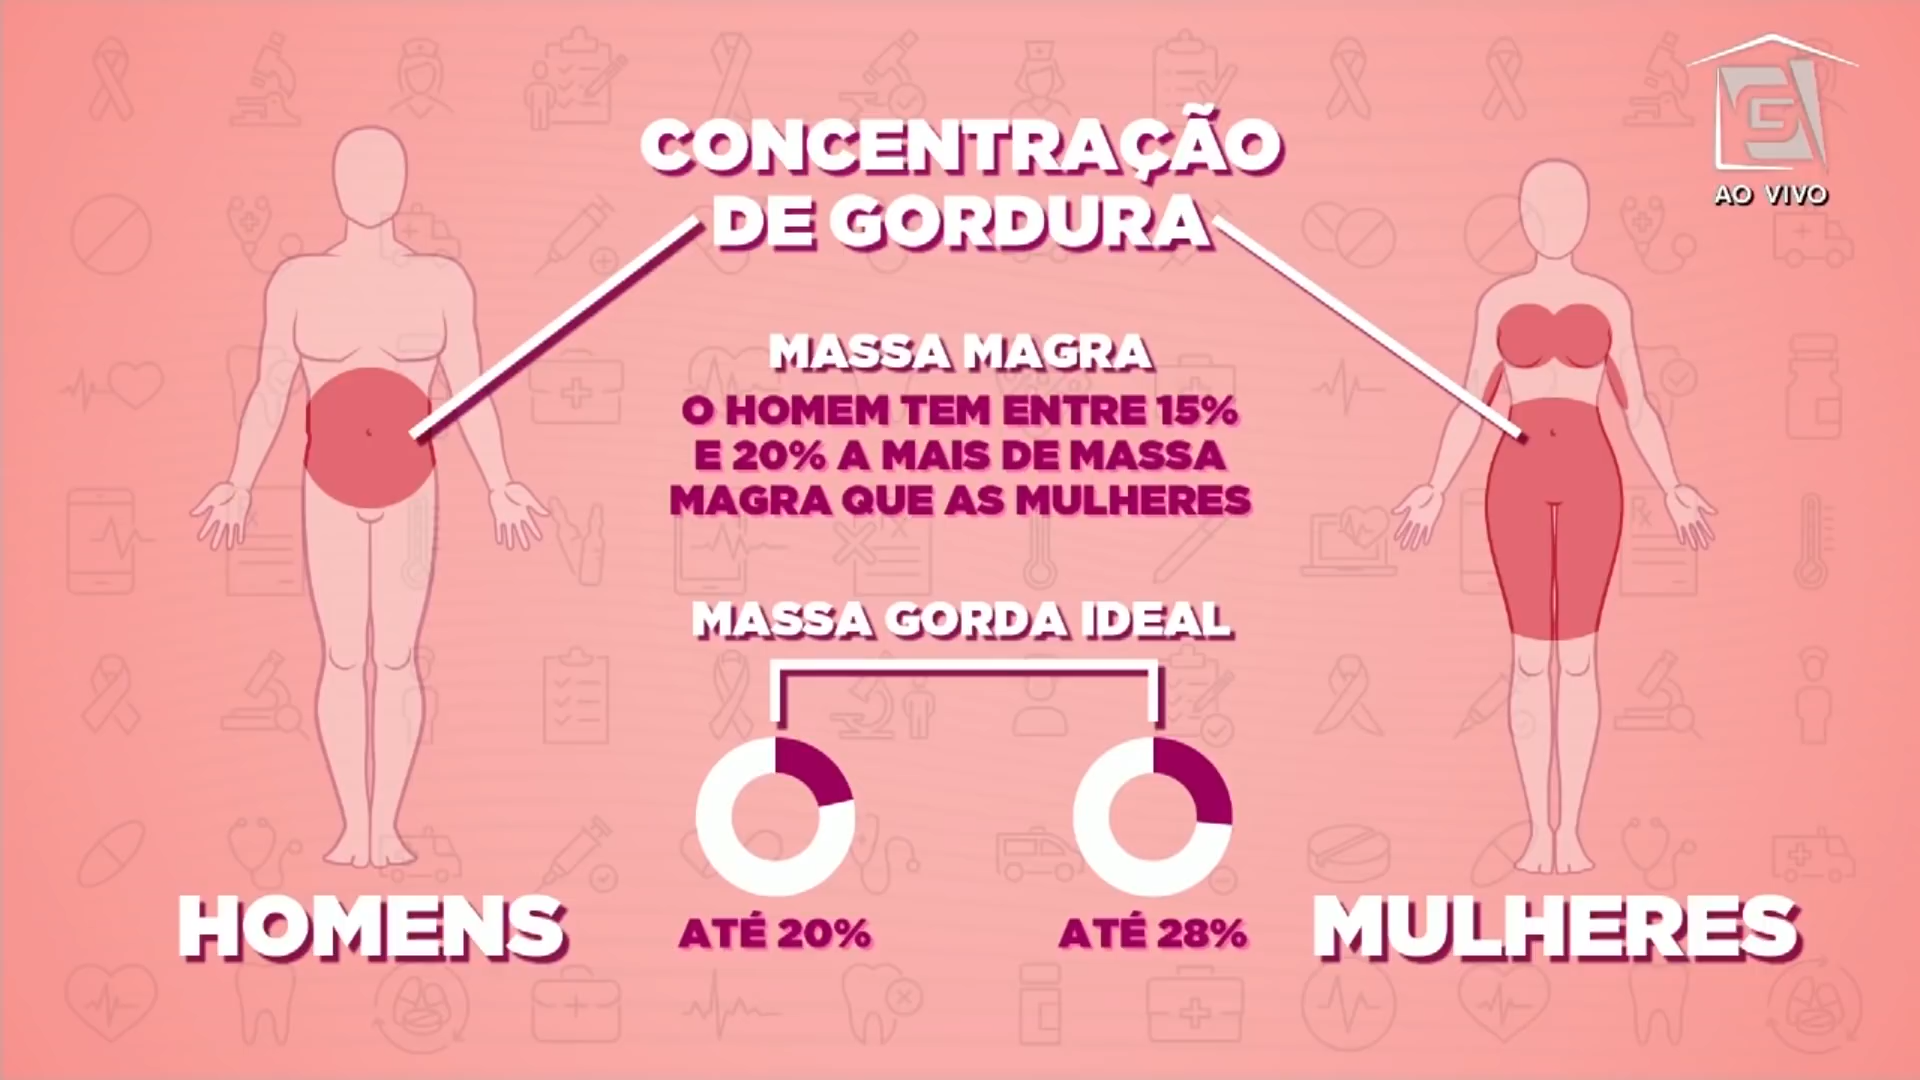 CONCENTRAÇÃO
DE GORDURA
AO VIVO
MASSA MAGRA
O HOMEM TEM ENTRE 15%
E 20% A MAIS DE MASSA
MAGRA QUE AS MULHERES
MASSA GORDA IDEAL
ATÉ 20%
ATÉ 28%
HOMENS
MULHERES